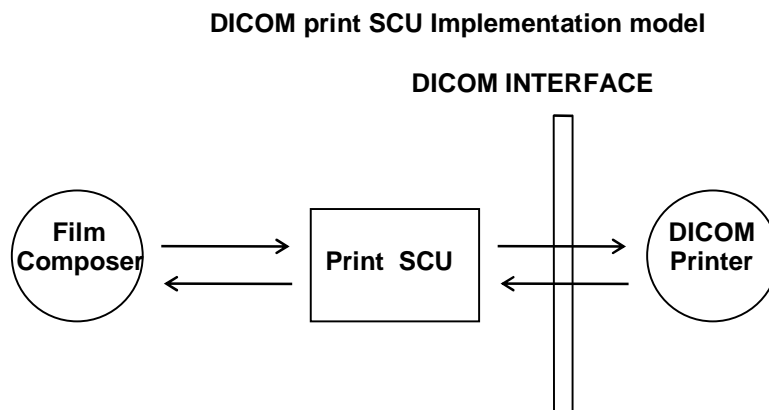 DICOM print SCU Implementation model
DICOM INTERFACE
Film
Composer
Print SCU
DICOM
Printer